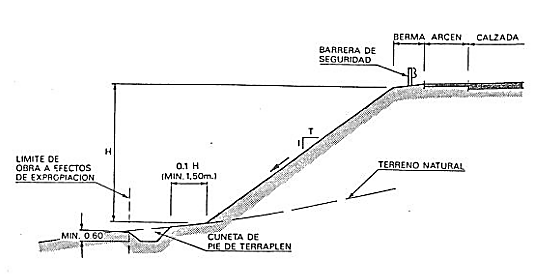 BERMA ARCEN CALZADA
BARRERA DE
SEGURIDAD
T
I
H
0.1 H
(MIN. 1,50m.)
LIMITE DE
OBRA A EFECTOS
DE EXPROPIACION
TERRENO NATURAL
MIN. 0.60
CUNETA DE
PIE DE TERRAPLEN